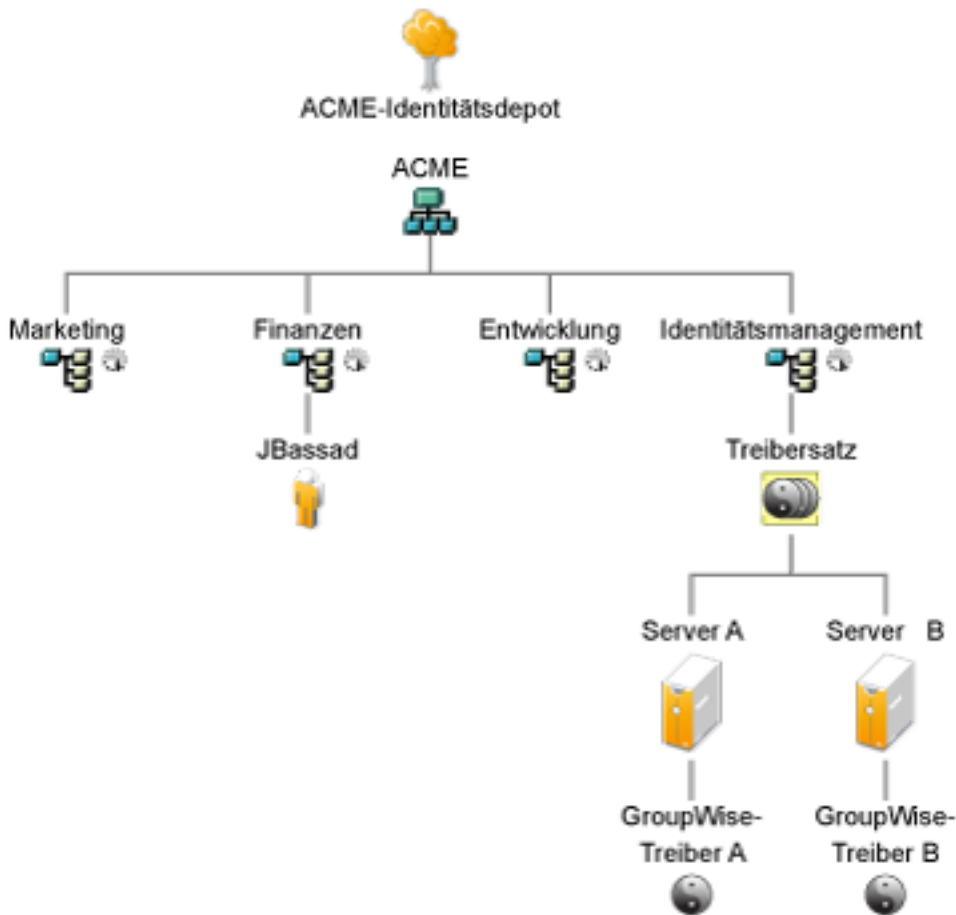 ACME-Identitätsdepot
ACME
Marketing
Finanzen
Entwicklung
Identitätsmanagement
JBassad
Treibersatz
Server A
Server B
GroupWise-
Treiber A
GroupWise-
Treiber B